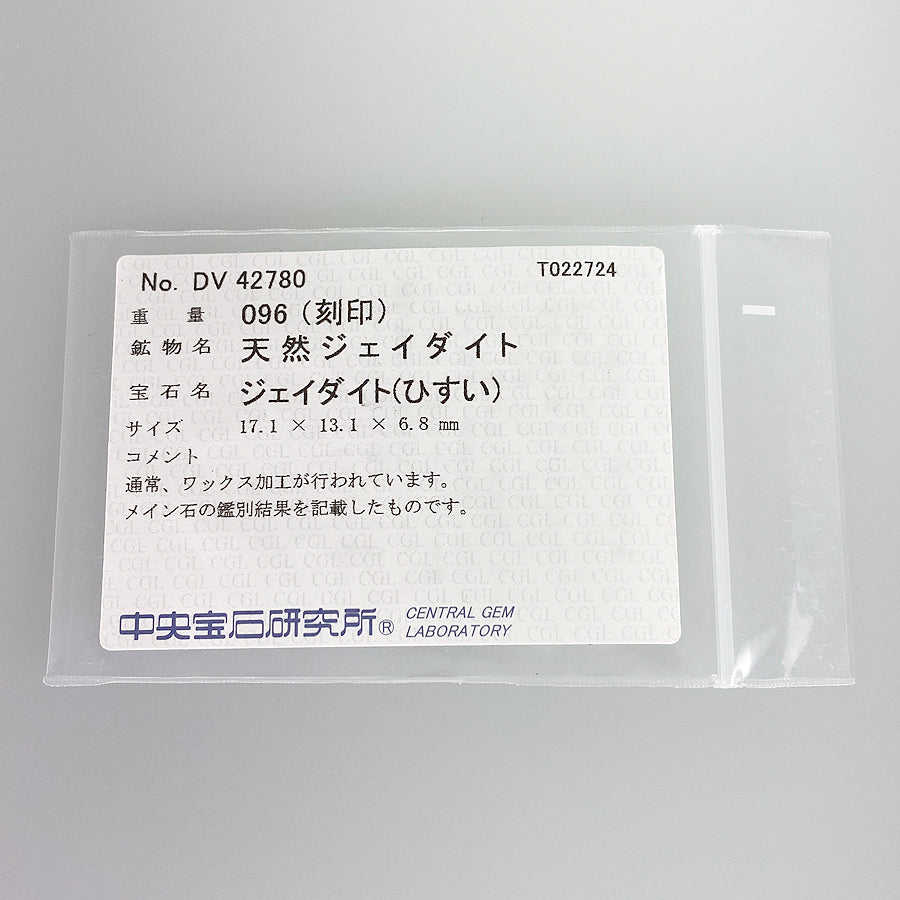 No. DV 42780
T022724
重量 096 (刻印)
鉱物名 天然ジェイダイト
宝石名 ジェイダイト(ひすい)
サイズ 17.1 × 13.1 × 6.8 mm
コメント
通常、ワックス加工が行われています。
メイン石の鑑別結果を記載したものです。
中央宝石研究所® CENTRAL GEM
LABORATORY